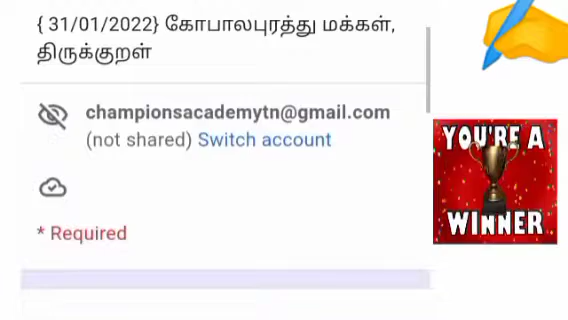 { 31/01/2022} கோபாலபுரத்து மக்கள்,
திருக்குறள்
championsacademytn@gmail.com
(not shared) Switch account
* Required
YOU'RE A
WINNER